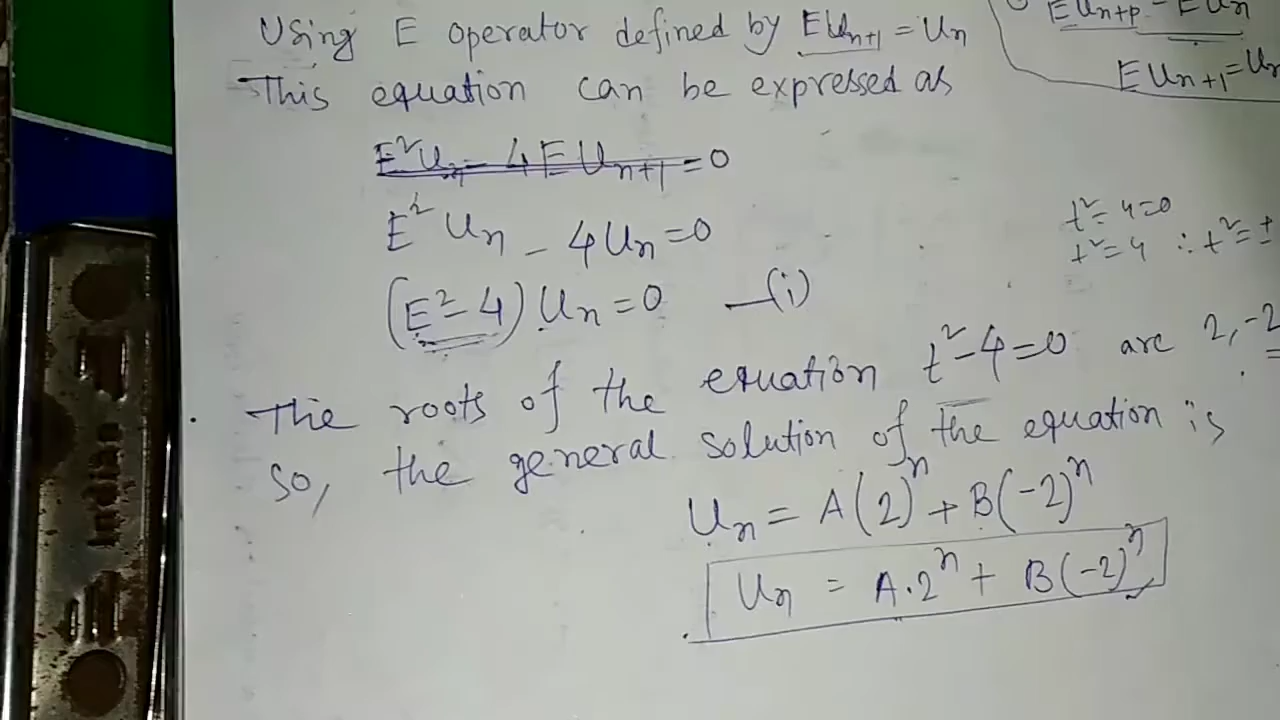 Using E operator defined by EUn+1 = Un
EUn+p - EUn
This equation can be expressed as
EUn+1 = Un
E²Un - 4EUn+1 = 0
E²Un - 4Un = 0
t² - 4 = 0
t² = 4 ∴ t² = ±
(E² - 4) Un = 0 —(i)
The roots of the equation t² - 4 = 0 are 2, -2
So, the general solution of the equation is
Un = A(2)ⁿ + B(-2)ⁿ
Un = A.2ⁿ + B(-2)ⁿ
Indian